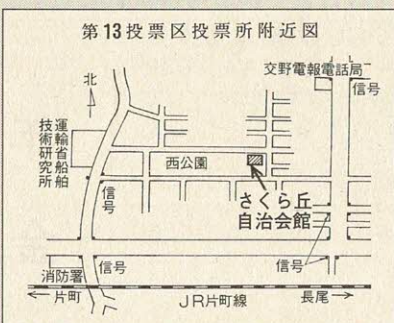 第13投票区投票所附近図
交野電報電話局
北
信号
運輸省船舶
技術研究所
西公園
信号
さくら丘
自治会館
消防署
信号
信号
← 片町
JR片町線
長尾 →